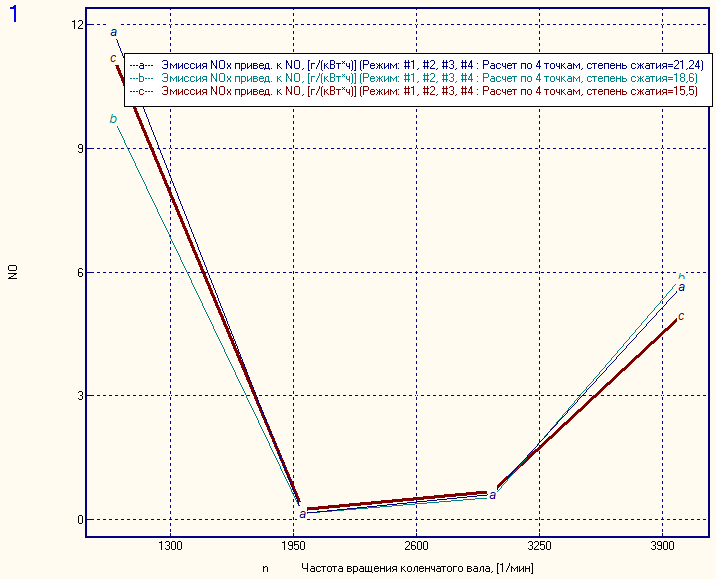 1
12
a
c
---a--- Эмиссия NOx привед. к NO, [г/(кВт*ч)] (Режим: #1, #2, #3, #4 : Расчет по 4 точкам, степень сжатия=21,24)
---b--- Эмиссия NOx привед. к NO, [г/(кВт*ч)] (Режим: #1, #2, #3, #4 : Расчет по 4 точкам, степень сжатия=18,6)
---c--- Эмиссия NOx привед. к NO, [г/(кВт*ч)] (Режим: #1, #2, #3, #4 : Расчет по 4 точкам, степень сжатия=15,5)
b
9
NO
6
b
a
c
3
a
a
0
1300 1950 2600 3250 3900
n Частота вращения коленчатого вала, [1/мин]